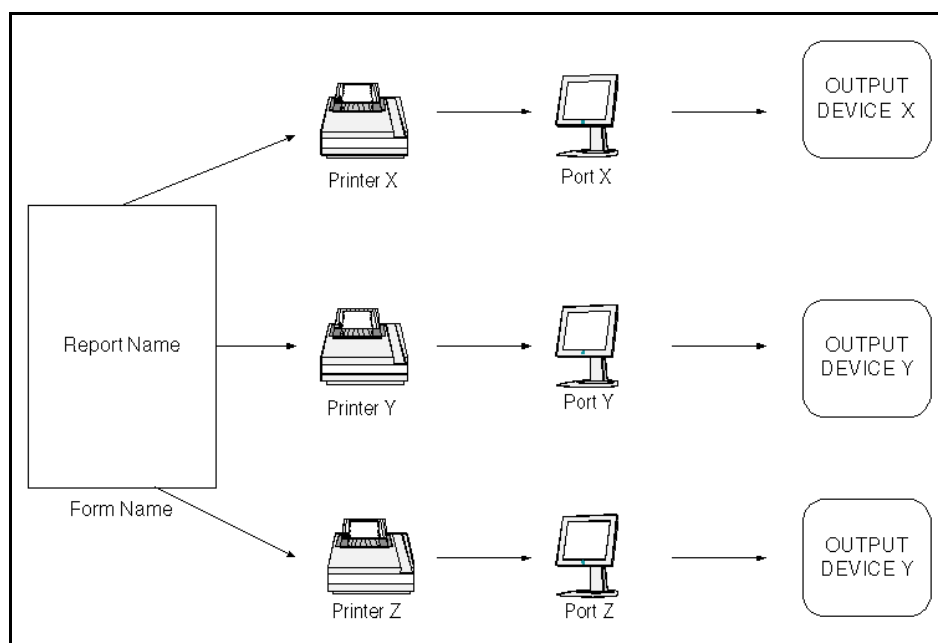 OUTPUT
DEVICE X
Printer X
Port X
Report Name
OUTPUT
DEVICE Y
Printer Y
Port Y
Form Name
OUTPUT
DEVICE Y
Printer Z
Port Z